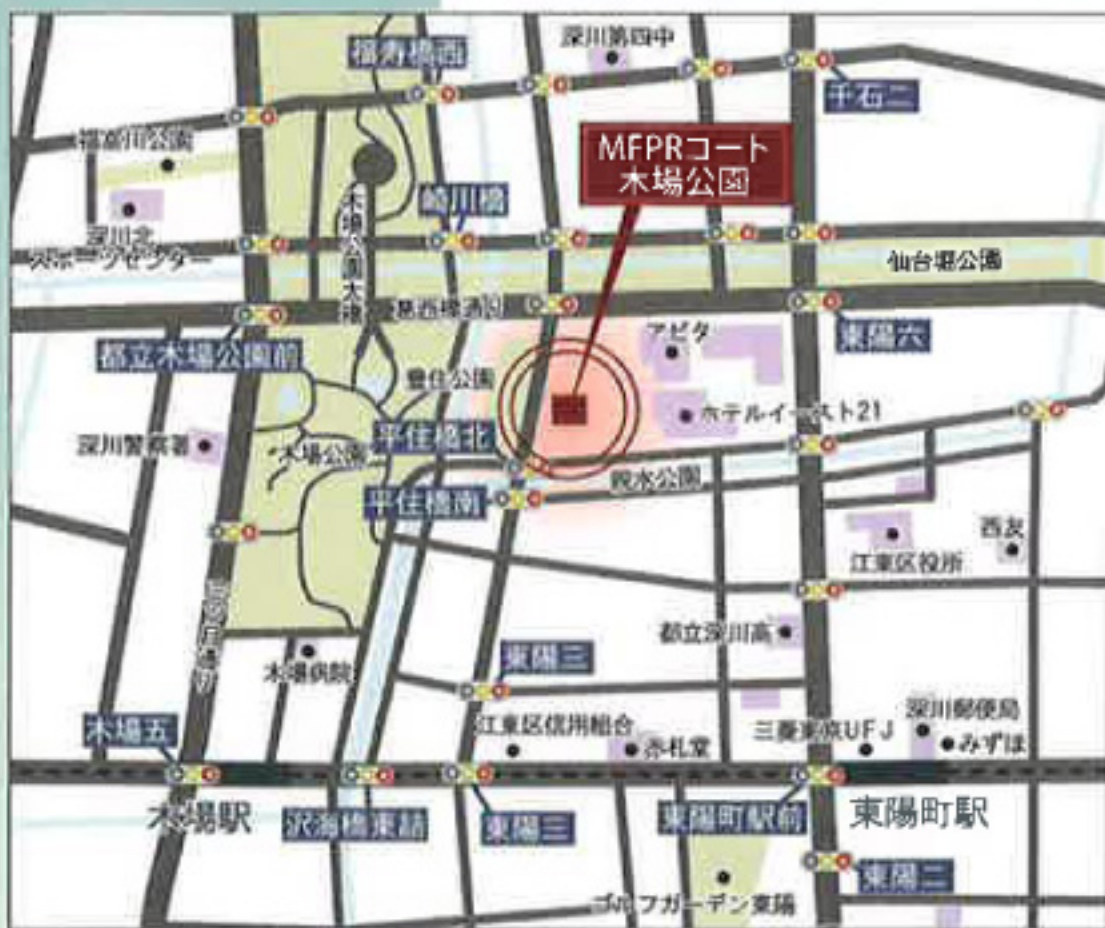 深川第四中
福寿橋西
千石二
福富川公園
MFPRコート
木場公園
木場公園大橋
崎川橋
深川北
スポーツセンター
仙台堀公園
葛西橋通り
都立木場公園前
アピタ
東陽六
豊住公園
ホテルイースト21
平住橋北
深川警察署
木場公園
親水公園
平住橋南
西友
江東区役所
三ツ目通り
都立深川高
東陽三
木場病院
木場五
江東区信用組合
赤札堂
三菱東京UFJ
深川郵便局
みずほ
木場駅
沢海橋東詰
東陽三
東陽町駅前
東陽町駅
東陽二
ゴルフガーデン東陽